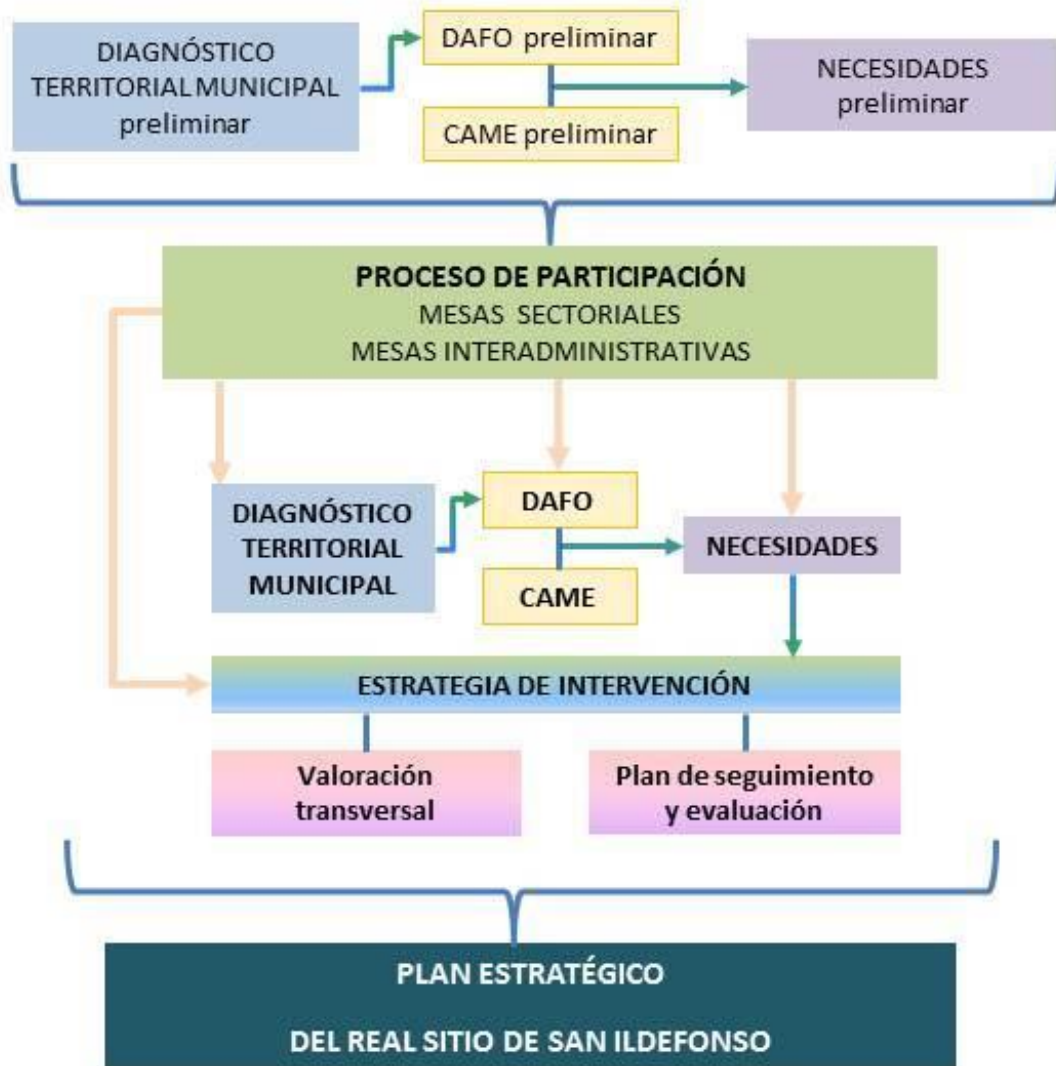 DIAGNÓSTICO
TERRITORIAL MUNICIPAL
preliminar
DAFO preliminar
CAME preliminar
NECESIDADES
preliminar
PROCESO DE PARTICIPACIÓN
MESAS SECTORIALES
MESAS INTERADMINISTRATIVAS
DIAGNÓSTICO
TERRITORIAL
MUNICIPAL
DAFO
CAME
NECESIDADES
ESTRATEGIA DE INTERVENCIÓN
Valoración
transversal
Plan de seguimiento
y evaluación
PLAN ESTRATÉGICO
DEL REAL SITIO DE SAN ILDEFONSO